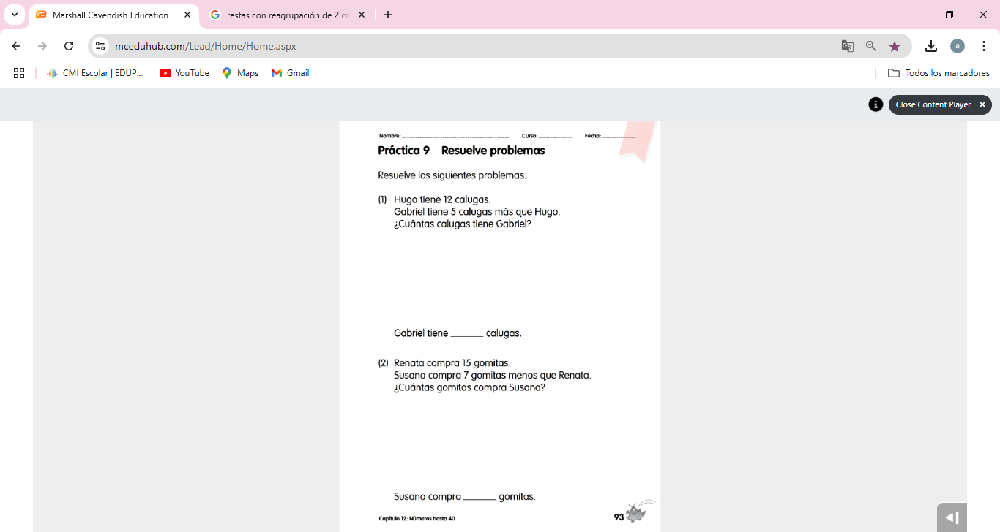 Marshall Cavendish Education
restas con reagrupación de 2 ci
mceduhub.com/Lead/Home/Home.aspx
a
CMI Escolar | EDUP...
YouTube
Maps
Gmail
Todos los marcadores
Close Content Player
Nombre:
Curso:
Fecha:
Práctica 9 Resuelve problemas
Resuelve los siguientes problemas.
(1) Hugo tiene 12 calugas.
Gabriel tiene 5 calugas más que Hugo.
¿Cuántas calugas tiene Gabriel?
Gabriel tiene ______ calugas.
(2) Renata compra 15 gomitas.
Susana compra 7 gomitas menos que Renata.
¿Cuántas gomitas compra Susana?
Susana compra ______ gomitas.
Capítulo 12: Números hasta 40
93